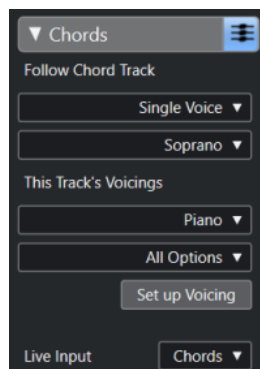 Chords
Follow Chord Track
Single Voice
Soprano
This Track's Voicings
Piano
All Options
Set up Voicing
Live Input Chords